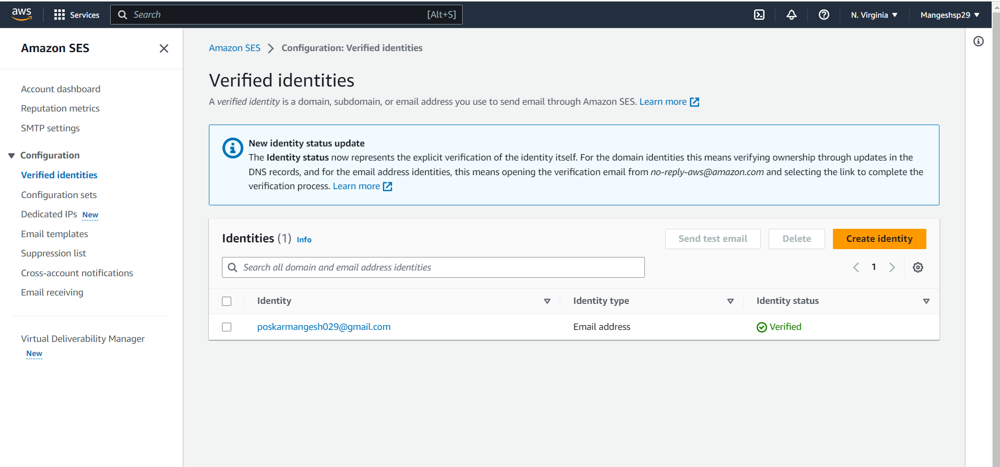 aws
Services
Search [Alt+S]
N. Virginia
Mangeshsp29
Amazon SES
Account dashboard
Reputation metrics
SMTP settings
Configuration
Verified identities
Configuration sets
Dedicated IPs New
Email templates
Suppression list
Cross-account notifications
Email receiving
Virtual Deliverability Manager
New
Amazon SES Configuration: Verified identities
Verified identities
A verified identity is a domain, subdomain, or email address you use to send email through Amazon SES. Learn more
New identity status update
The Identity status now represents the explicit verification of the identity itself. For the domain identities this means verifying ownership through updates in the
DNS records, and for the email address identities, this means opening the verification email from no-reply-aws@amazon.com and selecting the link to complete the
verification process. Learn more
Identities (1) Info
Send test email
Delete
Create identity
Search all domain and email address identities
1
Identity Identity type Identity status
poskarmangesh029@gmail.com Email address Verified